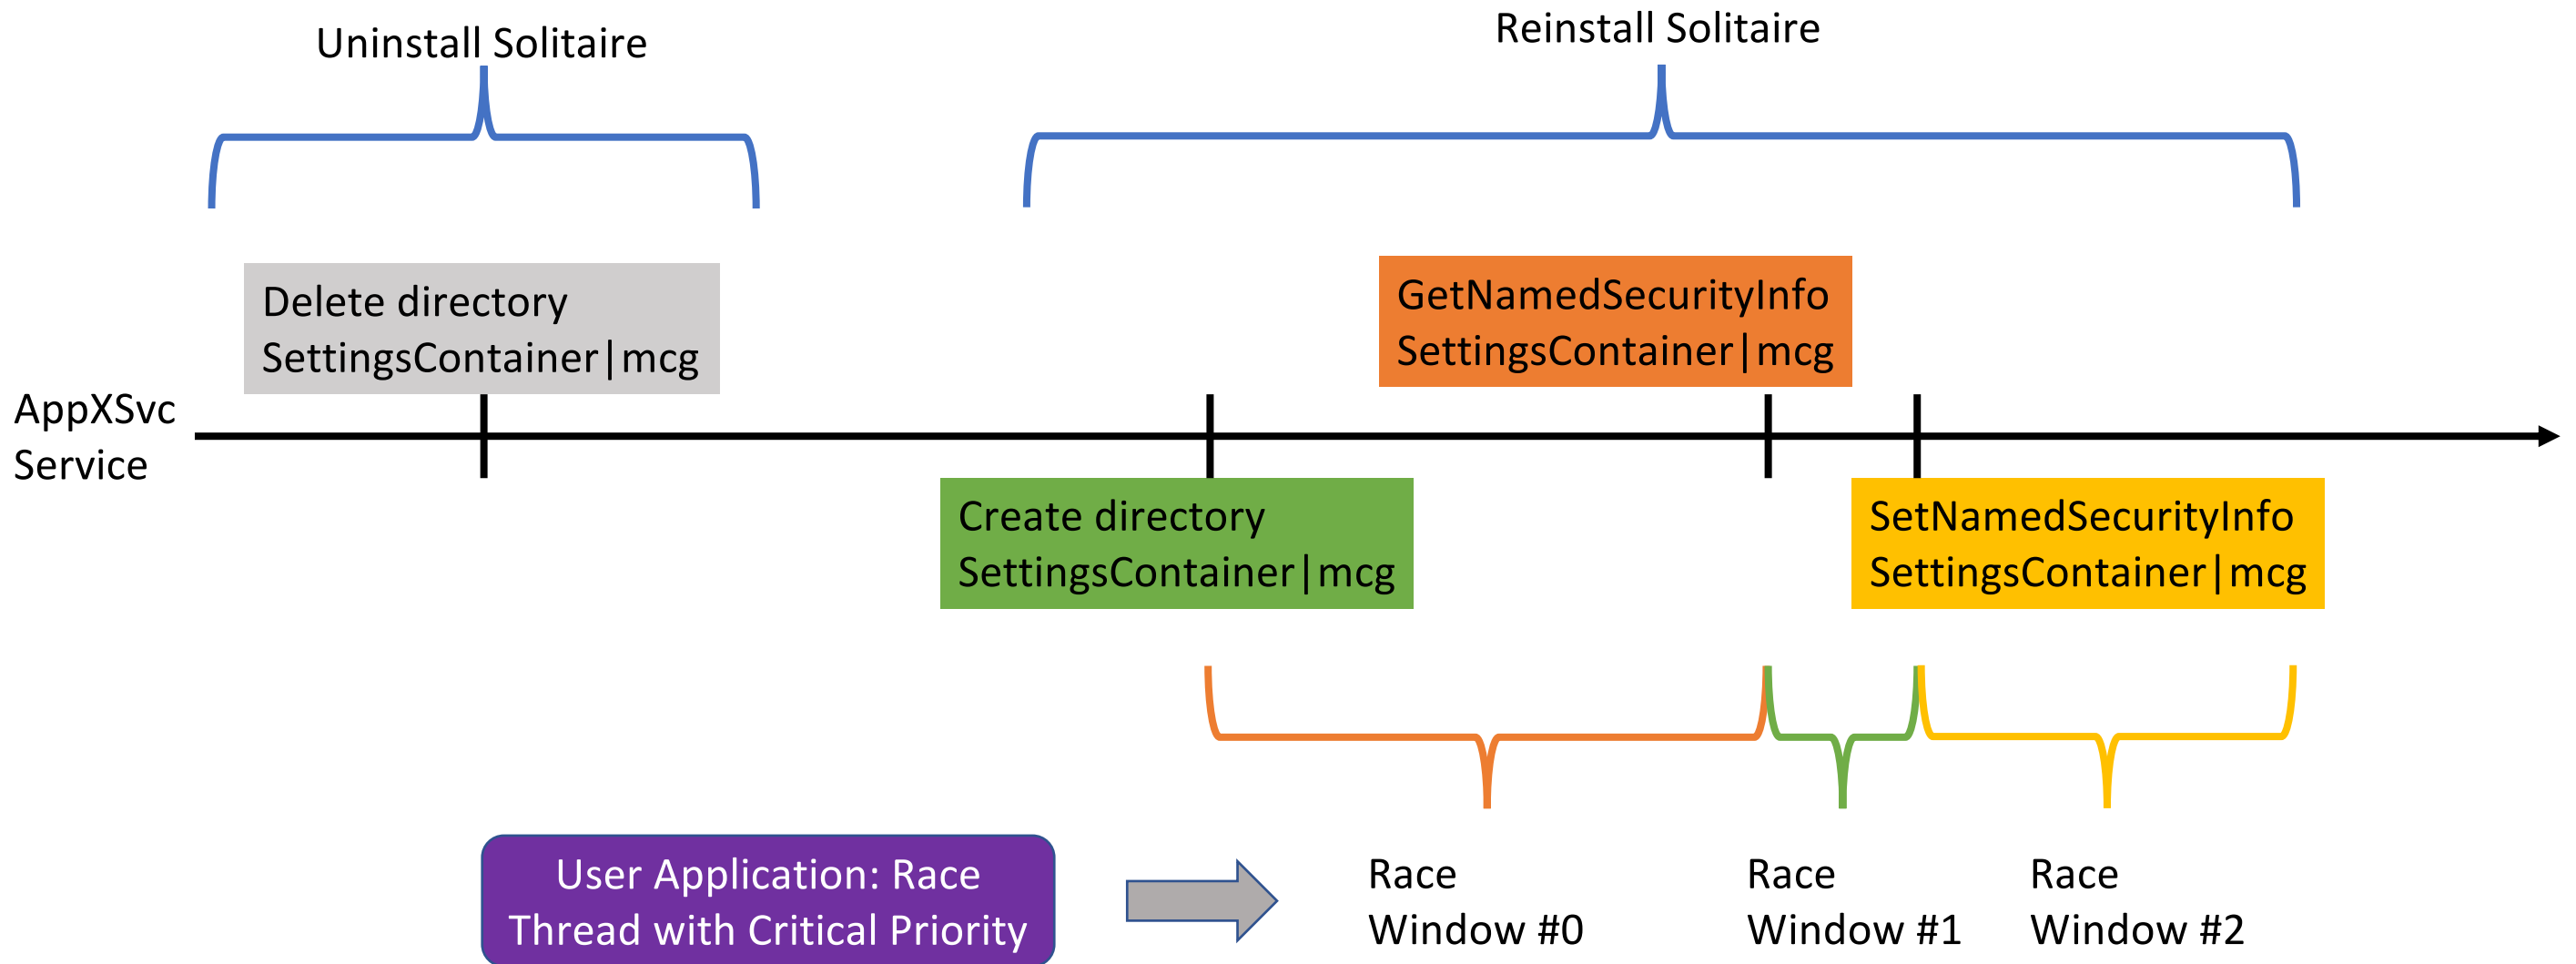 Uninstall Solitaire
Reinstall Solitaire
Delete directory
SettingsContainer|mcg
GetNamedSecurityInfo
SettingsContainer|mcg
AppXSvc
Service
Create directory
SettingsContainer|mcg
SetNamedSecurityInfo
SettingsContainer|mcg
User Application: Race
Thread with Critical Priority
Race
Window #0
Race
Window #1
Race
Window #2